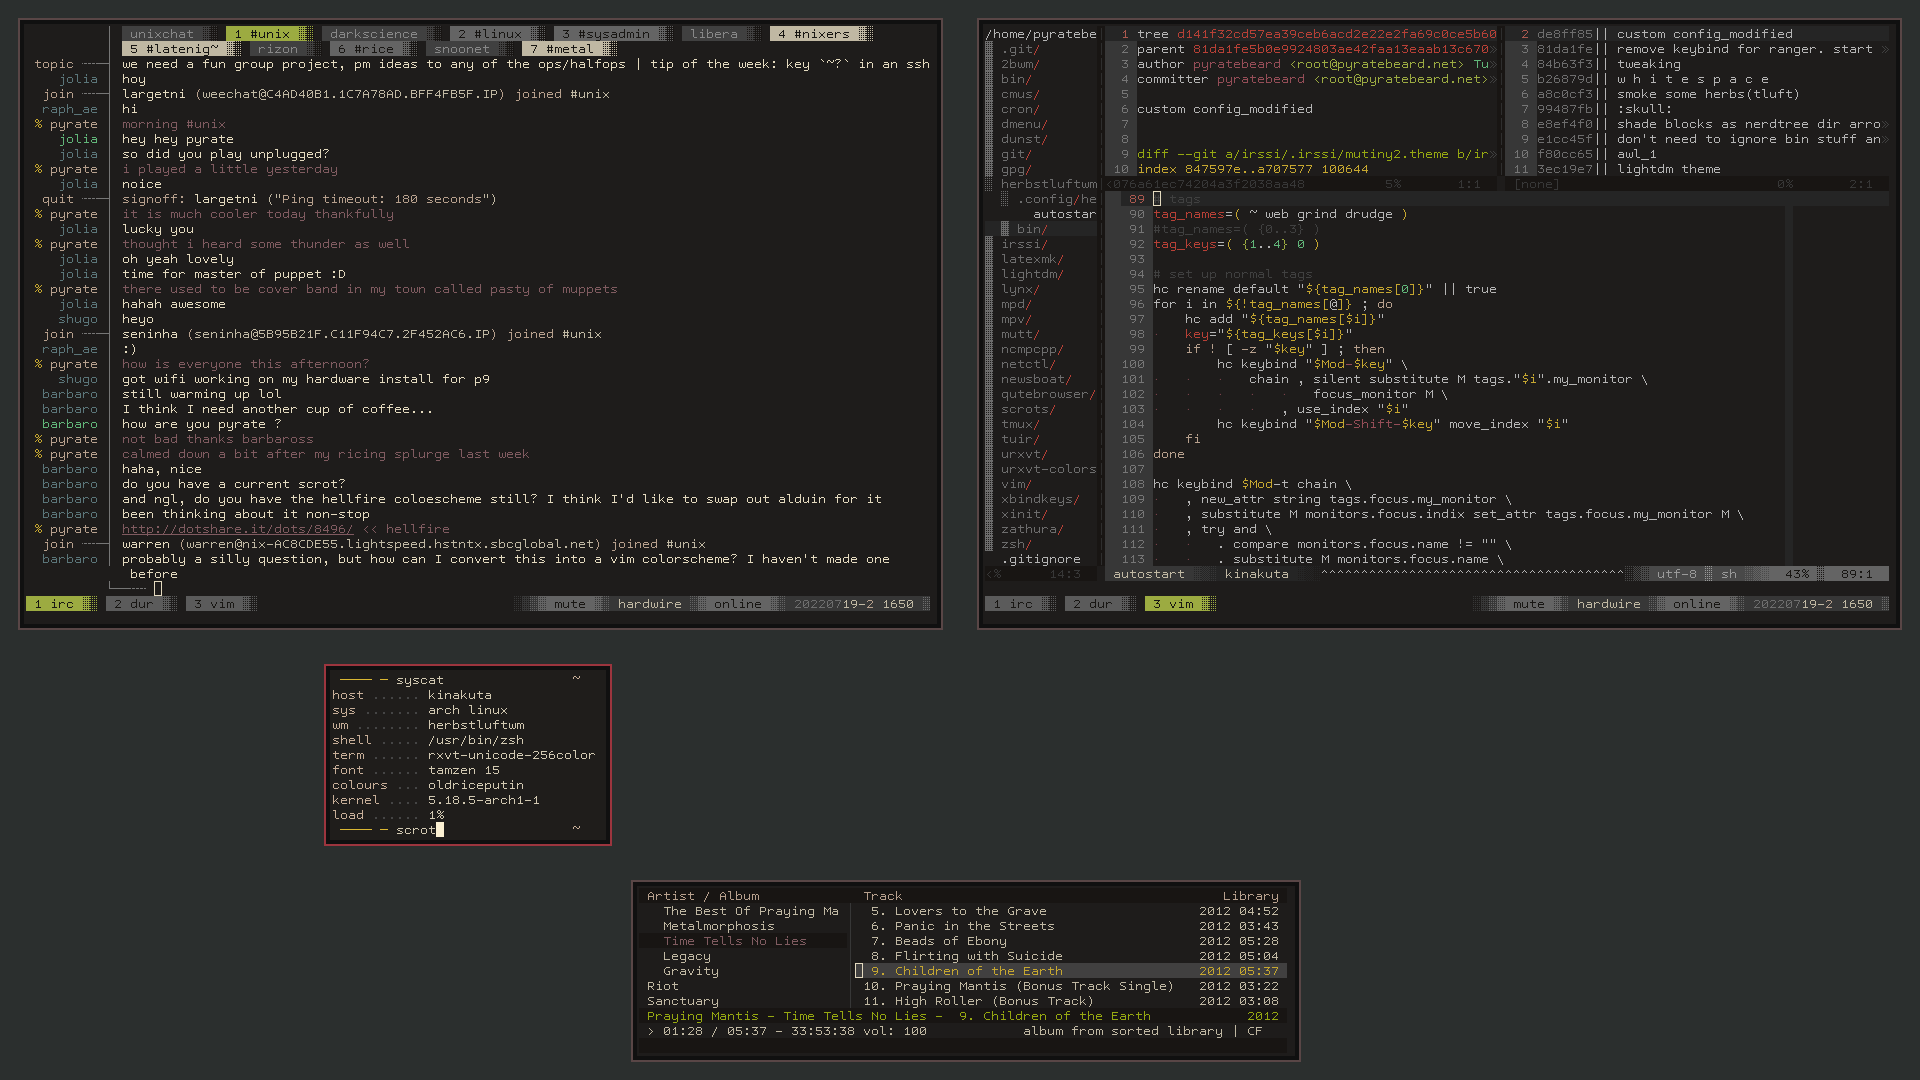 unixchat 1 #unix darkscience 2 #linux 3 #sysadmin libera 4 #nixers
5 #latenig~ rizon 6 #rice snoonet 7 #metal
topic we need a fun group project, pm ideas to any of the ops/halfops | tip of the week: key `~?` in an ssh
jolia hoy
join largetni (weechat@C4AD40B1.1C7A78AD.BFF4FB5F.IP) joined #unix
raph_ae hi
% pyrate morning #unix
jolia hey hey pyrate
jolia so did you play unplugged?
% pyrate i played a little yesterday
jolia noice
quit signoff: largetni ("Ping timeout: 180 seconds")
% pyrate it is much cooler today thankfully
jolia lucky you
% pyrate thought i heard some thunder as well
jolia oh yeah lovely
jolia time for master of puppet :D
% pyrate there used to be cover band in my town called pasty of muppets
jolia hahah awesome
shugo heyo
join seninha (seninha@5B95B21F.C11F94C7.2F452AC6.IP) joined #unix
raph_ae :)
% pyrate how is everyone this afternoon?
shugo got wifi working on my hardware install for p9
barbaro still warming up lol
barbaro I think I need another cup of coffee...
barbaro how are you pyrate ?
% pyrate not bad thanks barbaross
% pyrate calmed down a bit after my ricing splurge last week
barbaro haha, nice
barbaro do you have a current scrot?
barbaro and ngl, do you have the hellfire coloescheme still? I think I'd like to swap out alduin for it
barbaro been thinking about it non-stop
% pyrate http://dotshare.it/dots/8496/ << hellfire
join warren (warren@nix-AC8CDE55.lightspeed.hstntx.sbcglobal.net) joined #unix
barbaro probably a silly question, but how can I convert this into a vim colorscheme? I haven't made one
before
1 irc 2 dur 3 vim mute hardwire online 20220719-2 1650
/home/pyratebe
.git/
2bwm/
bin/
cmus/
cron/
dmenu/
dunst/
git/
gpg/
herbstluftwm
.config/he
autostar
bin/
irssi/
latexmk/
lightdm/
lynx/
mpd/
mpv/
mutt/
ncmpcpp/
netctl/
newsboat/
qutebrowser/
scrots/
tmux/
tuir/
urxvt/
urxvt-colors
vim/
xbindkeys/
xinit/
zathura/
zsh/
.gitignore
<% 14:3
1 tree d141f32cd57ea39ceb6acd2e22e2fa69c0ce5b60
2 parent 81da1fe5b0e9924803ae42faa13eaab13c670»
3 author pyratebeard <root@pyratebeard.net> Tu»
4 committer pyratebeard <root@pyratebeard.net>»
5
6 custom config_modified
7
8
9 diff --git a/irssi/.irssi/mutiny2.theme b/ir»
10 index 847597e..a707577 100644
<076a61ec74204a3f2038aa48 5% 1:1
2 de8ff85|| custom config_modified
3 81da1fe|| remove keybind for ranger. start »
4 84b63f3|| tweaking
5 b26879d|| w h i t e s p a c e
6 a8c0cf3|| smoke some herbs(tluft)
7 99487fb|| :skull:
8 e8ef4f0|| shade blocks as nerdtree dir arro»
9 e1cc45f|| don't need to ignore bin stuff an»
10 f80cc65|| awl_1
11 3ec19e7|| lightdm theme
[none] 0% 2:1
89 # tags
90 tag_names=( ~ web grind drudge )
91 #tag_names=( {0..3} )
92 tag_keys=( {1..4} 0 )
93
94 # set up normal tags
95 hc rename default "${tag_names[0]}" || true
96 for i in ${!tag_names[@]} ; do
97 hc add "${tag_names[$i]}"
98 key="${tag_keys[$i]}"
99 if ! [ -z "$key" ] ; then
100 hc keybind "$Mod-$key" \
101 chain , silent substitute M tags."$i".my_monitor \
102 focus_monitor M \
103 , use_index "$i"
104 hc keybind "$Mod-Shift-$key" move_index "$i"
105 fi
106 done
107
108 hc keybind $Mod-t chain \
109 , new_attr string tags.focus.my_monitor \
110 , substitute M monitors.focus.indix set_attr tags.focus.my_monitor M \
111 , try and \
112 . compare monitors.focus.name != "" \
113 . substitute M monitors.focus.name \
autostart kinakuta ^^^^^^^^^^^^^^^^^^^^^^^^^^^^^^^^^^^^^^ utf-8 sh 43% 89:1
1 irc 2 dur 3 vim mute hardwire online 20220719-2 1650
──── ─ syscat ~
host ...... kinakuta
sys ....... arch linux
wm ........ herbstluftwm
shell ..... /usr/bin/zsh
term ...... rxvt-unicode-256color
font ...... tamzen 15
colours ... oldriceputin
kernel .... 5.18.5-arch1-1
load ...... 1%
──── ─ scrot ~
Artist / Album Track Library
The Best Of Praying Ma 5. Lovers to the Grave 2012 04:52
Metalmorphosis 6. Panic in the Streets 2012 03:43
Time Tells No Lies 7. Beads of Ebony 2012 05:28
Legacy 8. Flirting with Suicide 2012 05:04
Gravity 9. Children of the Earth 2012 05:37
Riot 10. Praying Mantis (Bonus Track Single) 2012 03:22
Sanctuary 11. High Roller (Bonus Track) 2012 03:08
Praying Mantis - Time Tells No Lies - 9. Children of the Earth 2012
> 01:28 / 05:37 - 33:53:38 vol: 100 album from sorted library | CF